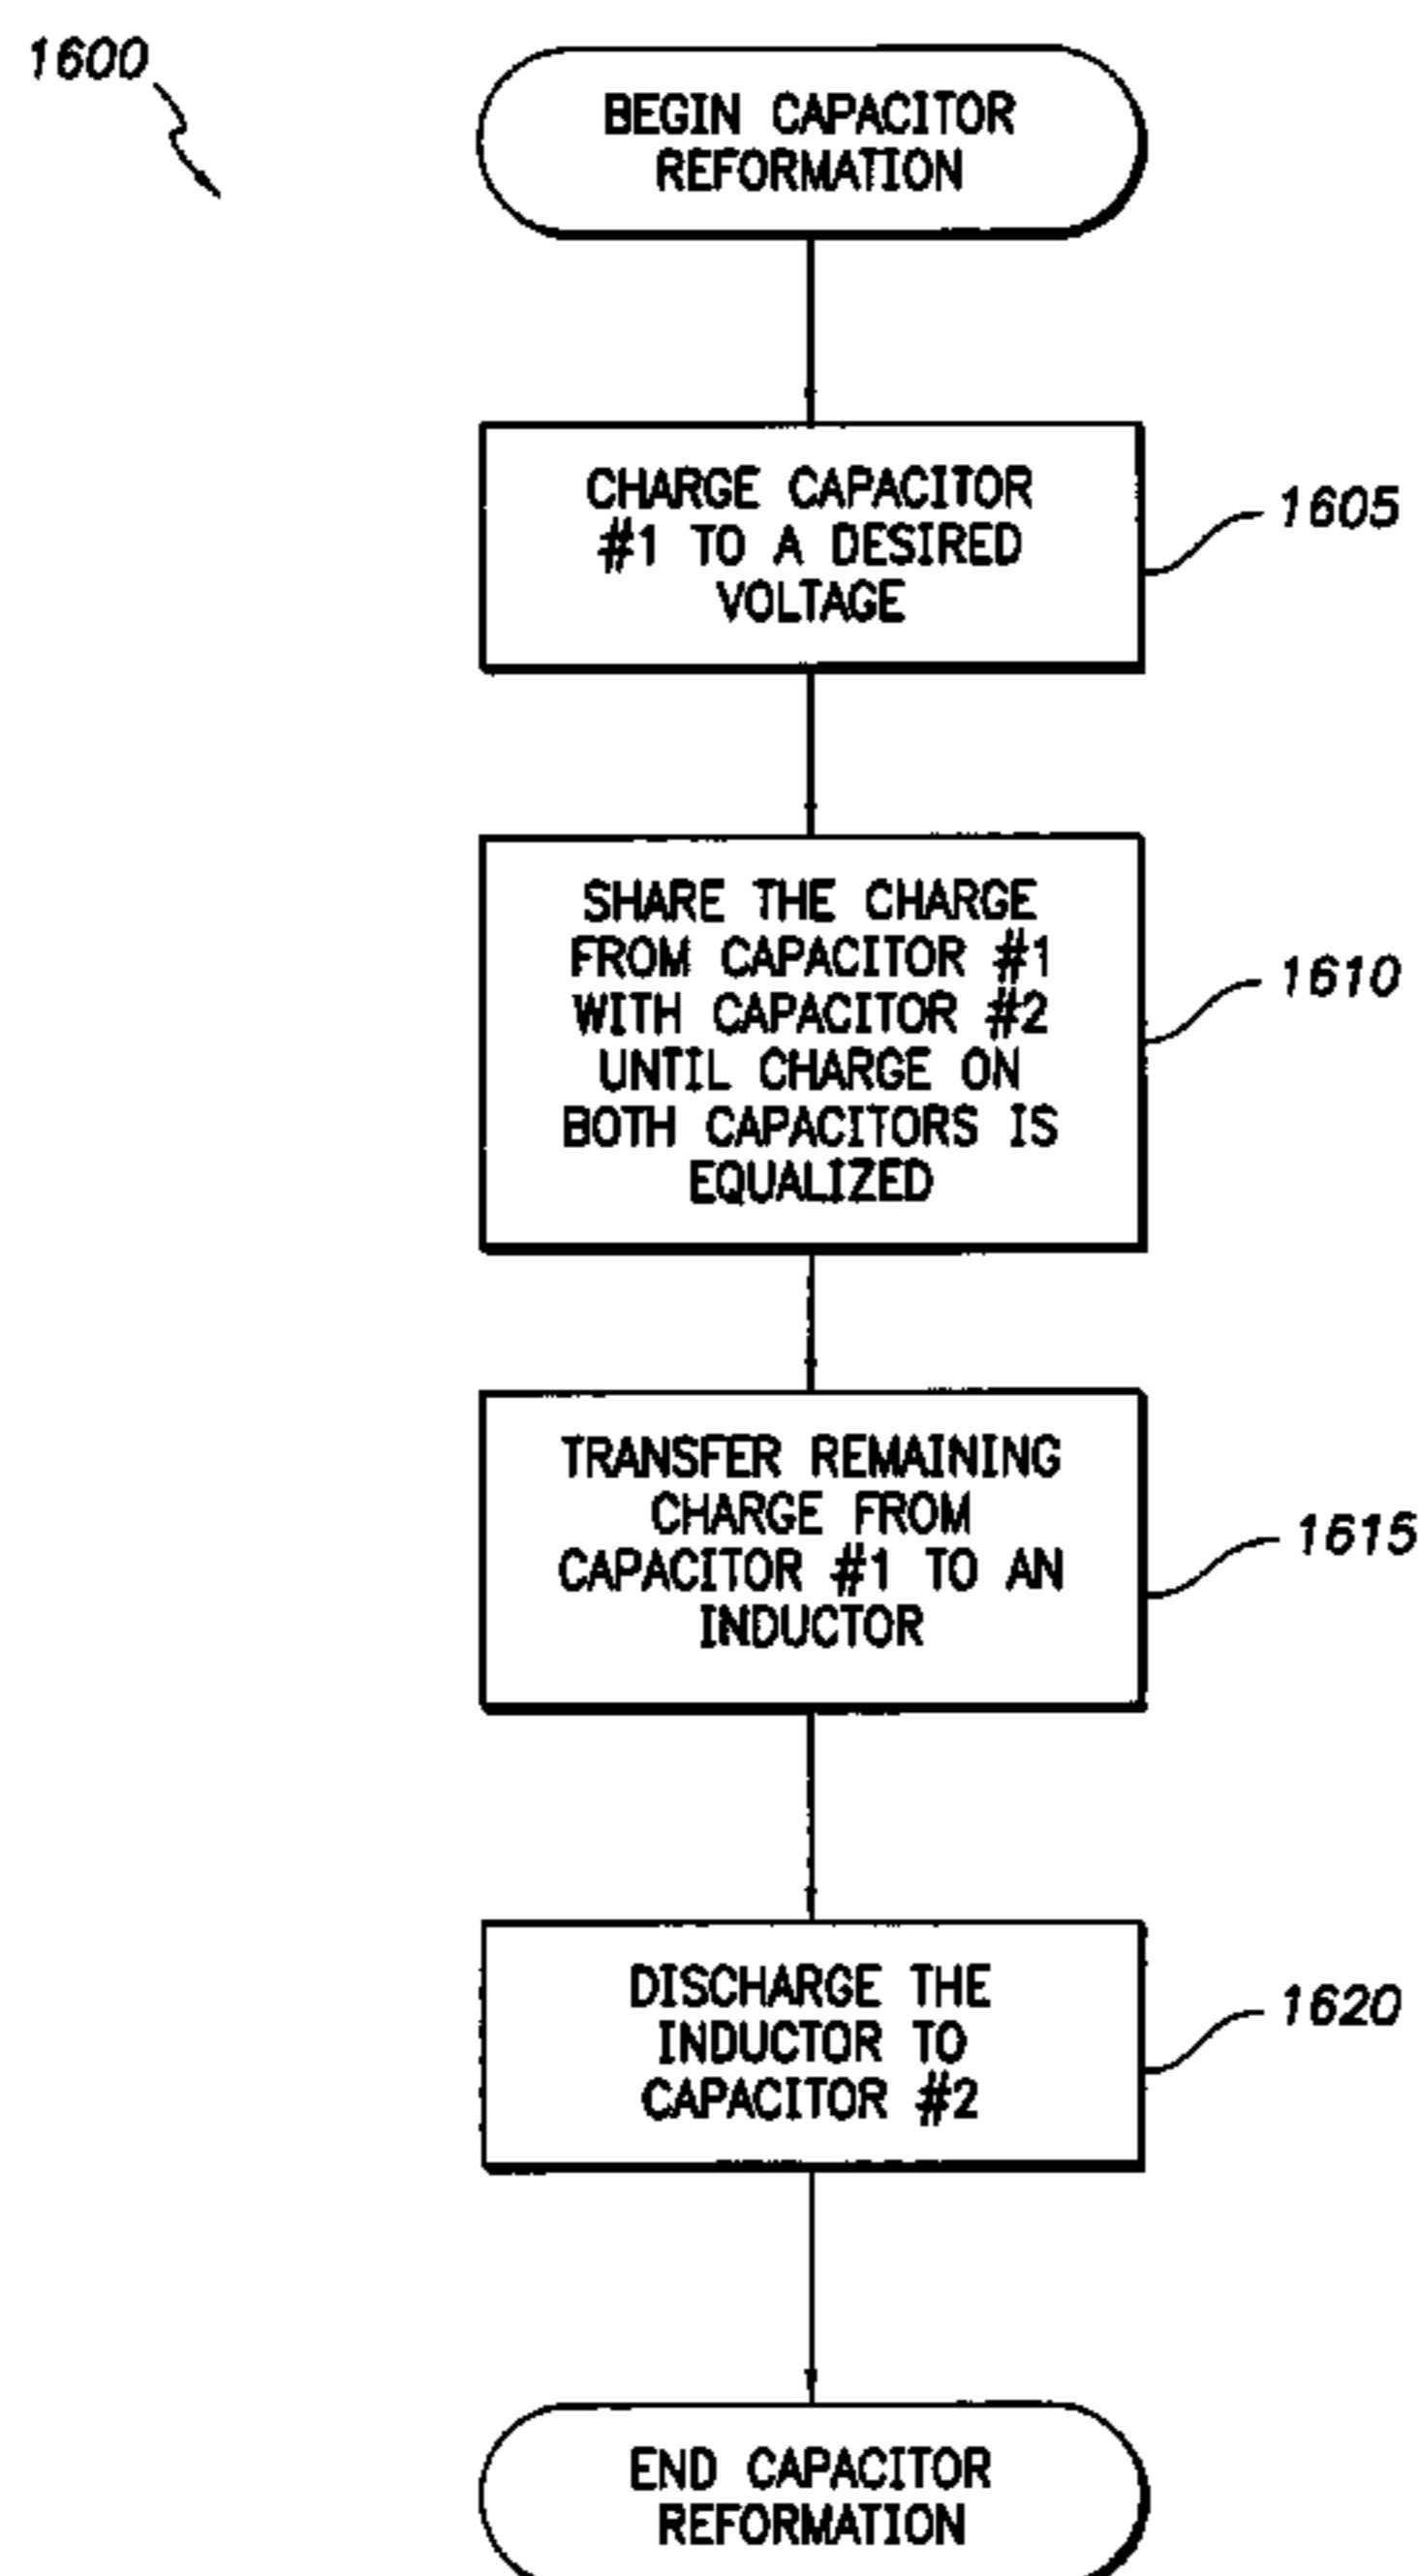 1600
BEGIN CAPACITOR
REFORMATION
CHARGE CAPACITOR
#1 TO A DESIRED
VOLTAGE
1605
SHARE THE CHARGE
FROM CAPACITOR #1
WITH CAPACITOR #2
UNTIL CHARGE ON
BOTH CAPACITORS IS
EQUALIZED
1610
TRANSFER REMAINING
CHARGE FROM
CAPACITOR #1 TO AN
INDUCTOR
1615
DISCHARGE THE
INDUCTOR TO
CAPACITOR #2
1620
END CAPACITOR
REFORMATION